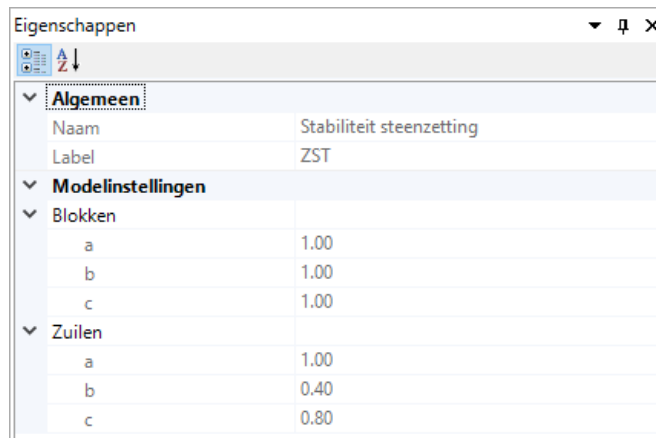 Eigenschappen
A
Z
Algemeen
Naam Stabiliteit steenzetting
Label ZST
Modelinstellingen
Blokken
a 1.00
b 1.00
c 1.00
Zuilen
a 1.00
b 0.40
c 0.80